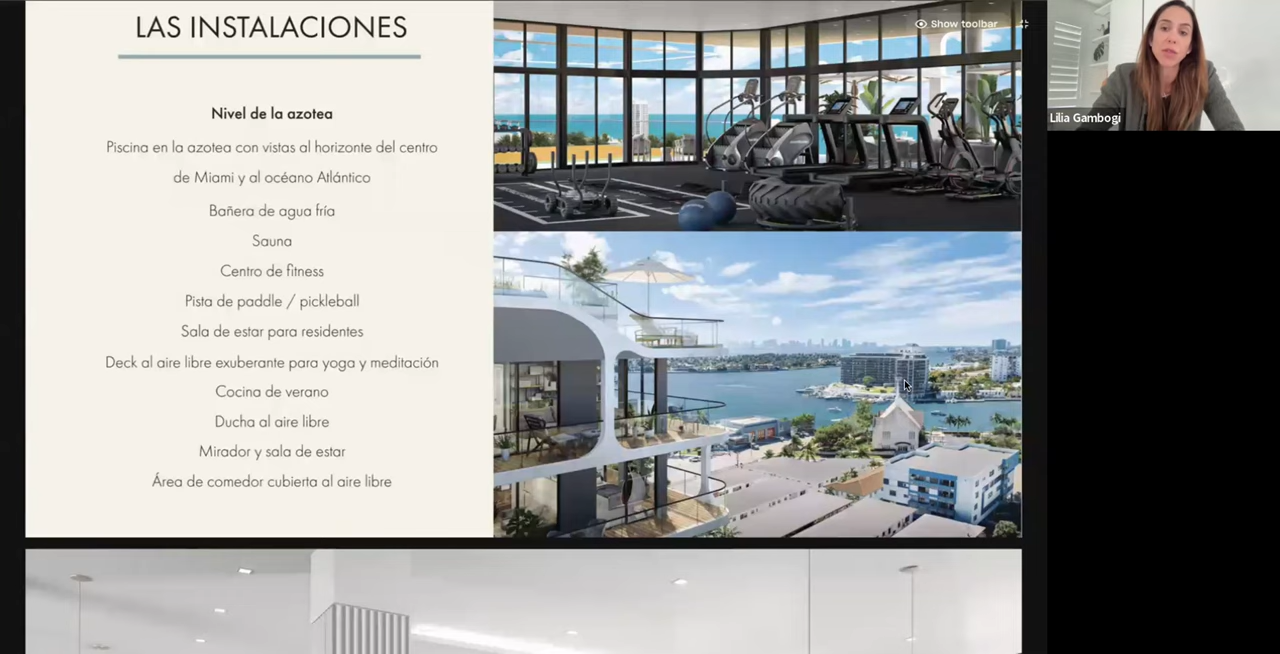 LAS INSTALACIONES
Show toolbar
Nivel de la azotea
Piscina en la azotea con vistas al horizonte del centro
de Miami y al océano Atlántico
Bañera de agua fría
Sauna
Centro de fitness
Pista de paddle / pickleball
Sala de estar para residentes
Deck al aire libre exuberante para yoga y meditación
Cocina de verano
Ducha al aire libre
Mirador y sala de estar
Área de comedor cubierta al aire libre
Lilia Gambogi